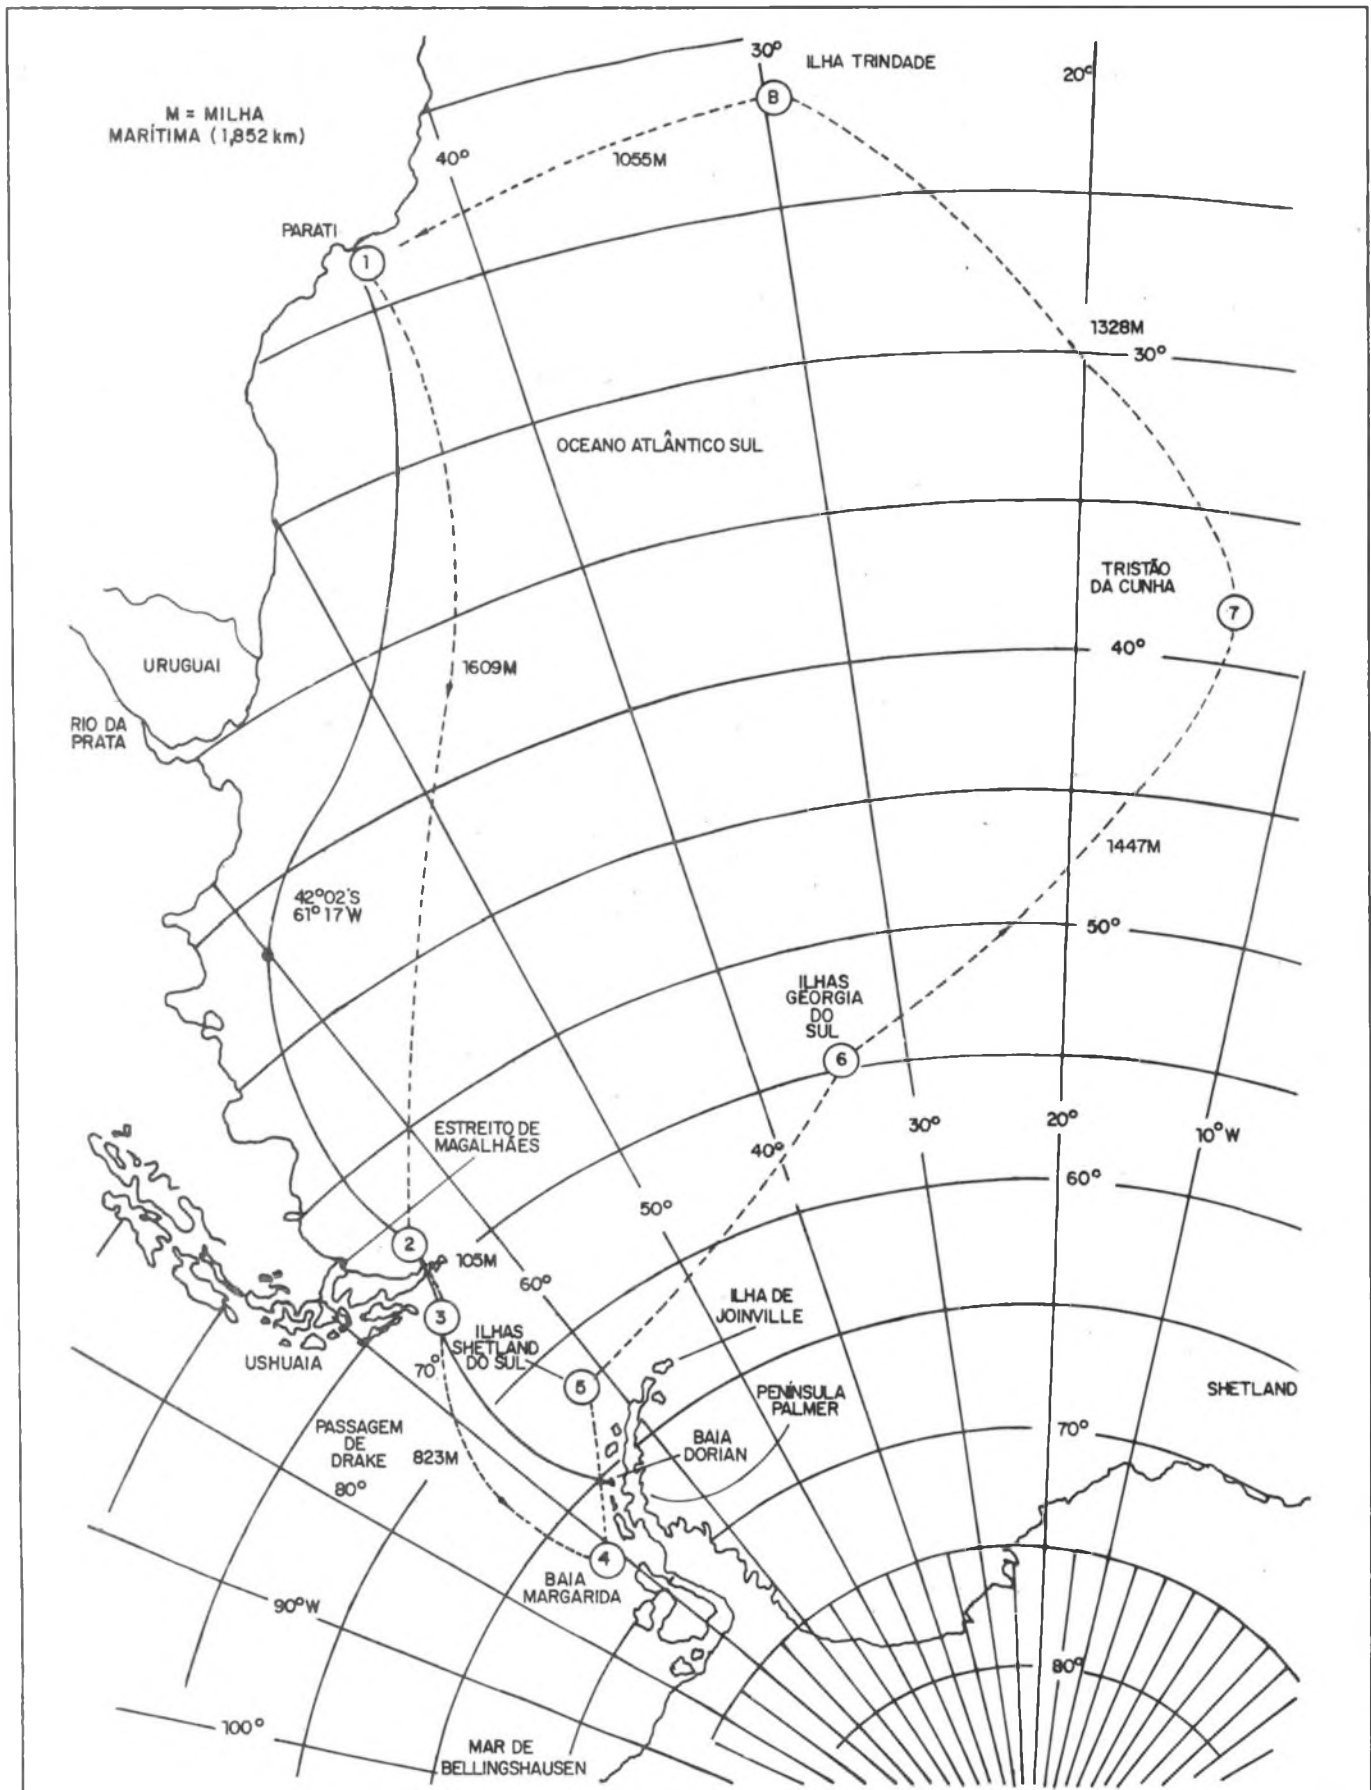 30°
ILHA TRINDADE
20°
M = MILHA
MARÍTIMA (1,852 km)
B
40°
1055M
PARATI
1
1328M
30°
OCEANO ATLÂNTICO SUL
TRISTÃO
DA CUNHA
7
URUGUAI
1609M
40°
RIO DA
PRATA
1447M
42°02'S
61°17'W
50°
ILHAS
GEORGIA
DO
SUL
6
ESTREITO DE
MAGALHÃES
30°
20°
10°W
40°
60°
50°
2
105M
60°
ILHA DE
JOINVILLE
3
ILHAS
SHETLAND
DO SUL
USHUAIA
70°
5
PENÍNSULA
PALMER
SHETLAND
PASSAGEM
DE
DRAKE
823M
BAIA
DORIAN
70°
80°
4
BAIA
MARGARIDA
90°W
80°
100°
MAR DE
BELLINGSHAUSEN